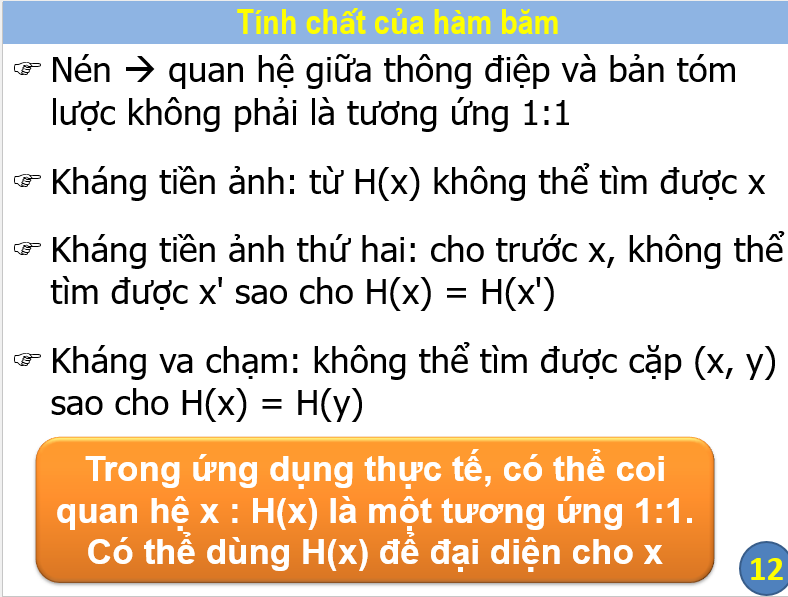 Tính chất của hàm băm
Nén → quan hệ giữa thông điệp và bản tóm
lược không phải là tương ứng 1:1
Kháng tiền ảnh: từ H(x) không thể tìm được x
Kháng tiền ảnh thứ hai: cho trước x, không thể
tìm được x' sao cho H(x) = H(x')
Kháng va chạm: không thể tìm được cặp (x, y)
sao cho H(x) = H(y)
Trong ứng dụng thực tế, có thể coi
quan hệ x : H(x) là một tương ứng 1:1.
Có thể dùng H(x) để đại diện cho x
12